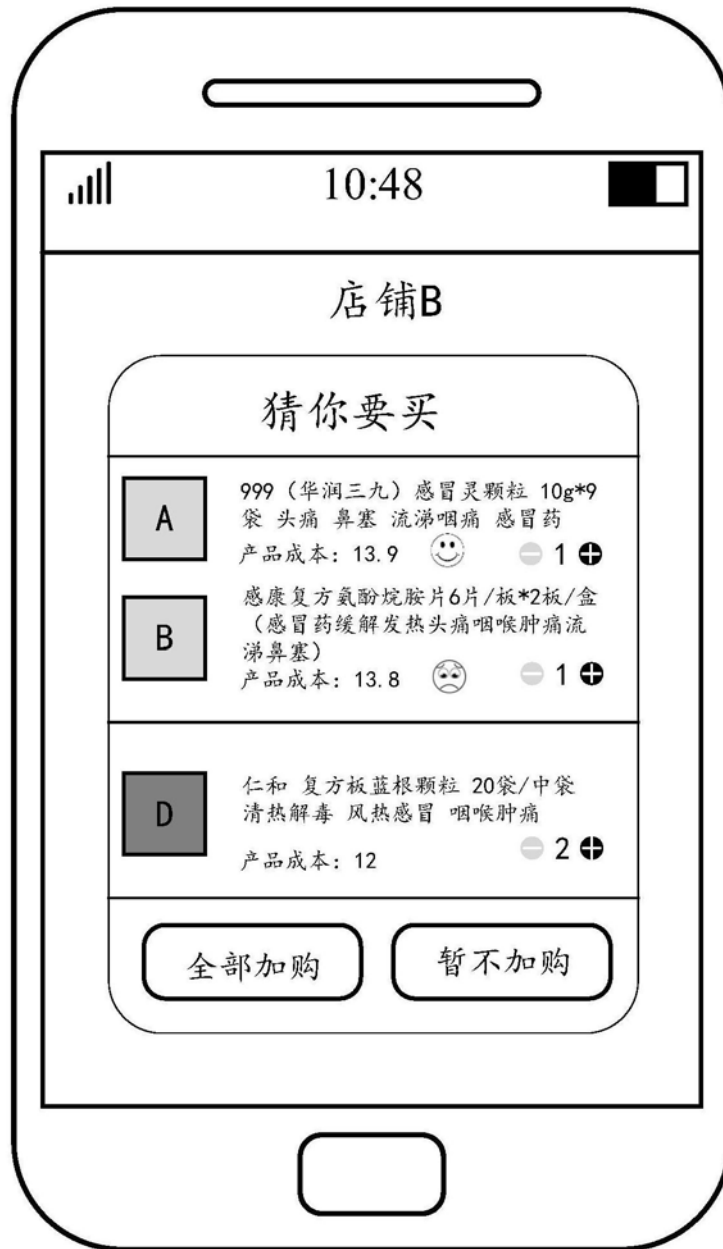 10:48
店铺B
猜你要买
A
999（华润三九）感冒灵颗粒 10g*9
袋 头痛 鼻塞 流涕咽痛 感冒药
产品成本：13.9
1
B
感康复方氨酚烷胺片6片/板*2板/盒
（感冒药缓解发热头痛咽喉肿痛流
涕鼻塞）
产品成本：13.8
1
D
仁和 复方板蓝根颗粒 20袋/中袋
清热解毒 风热感冒 咽喉肿痛
产品成本：12
2
全部加购
暂不加购